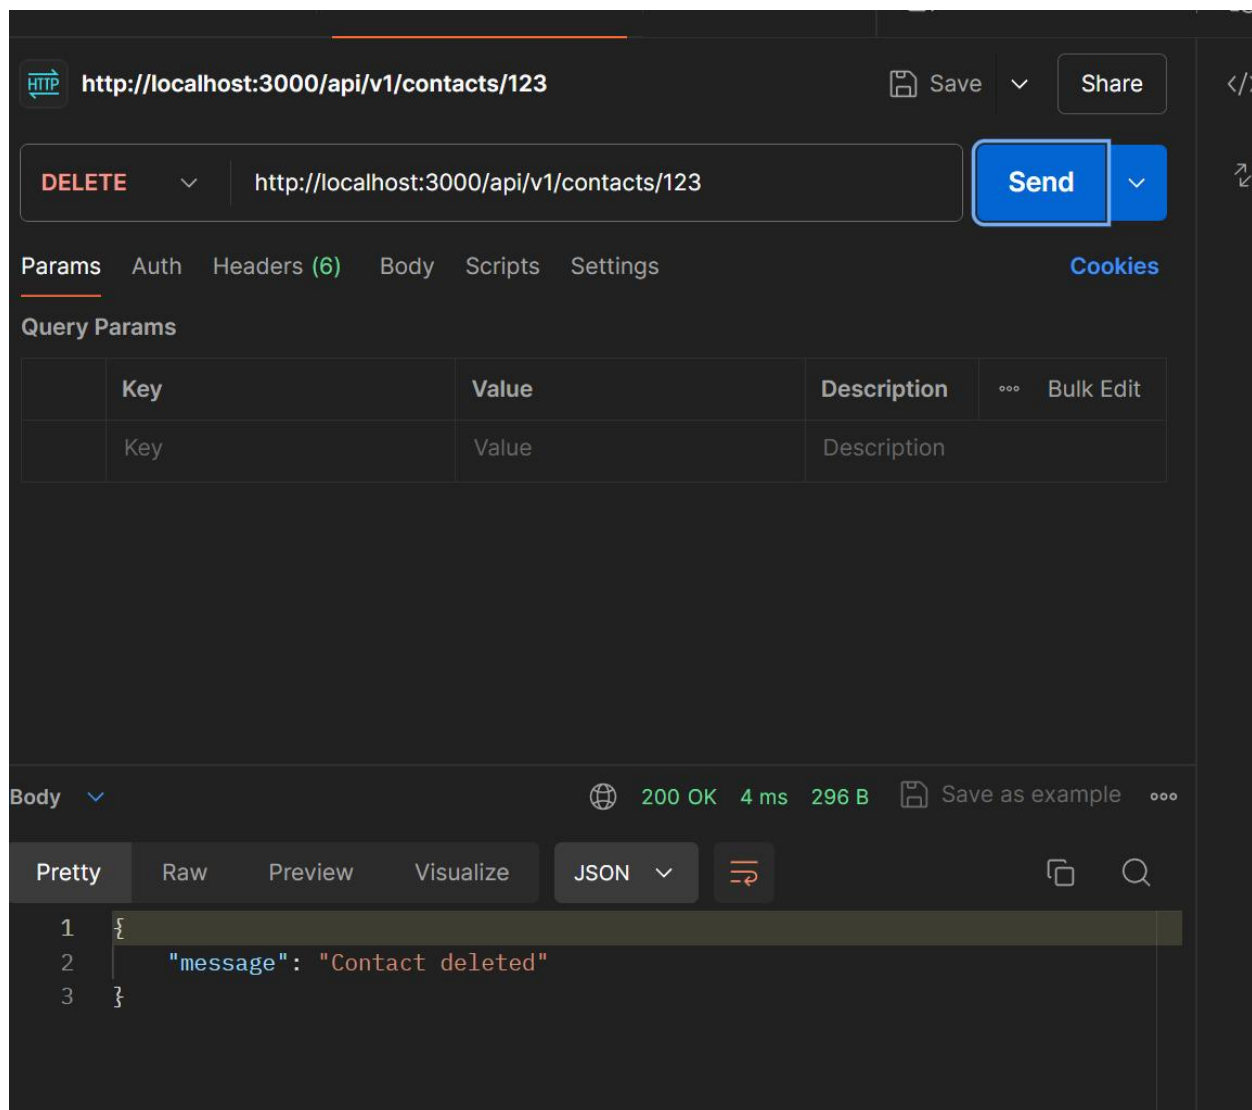 HTTP http://localhost:3000/api/v1/contacts/123 Save Share
DELETE http://localhost:3000/api/v1/contacts/123 Send
Params Auth Headers (6) Body Scripts Settings Cookies
Query Params
Key Value Description Bulk Edit
Key Value Description
Body 200 OK 4 ms 296 B Save as example
Pretty Raw Preview Visualize JSON
1 {
2 "message": "Contact deleted"
3 }